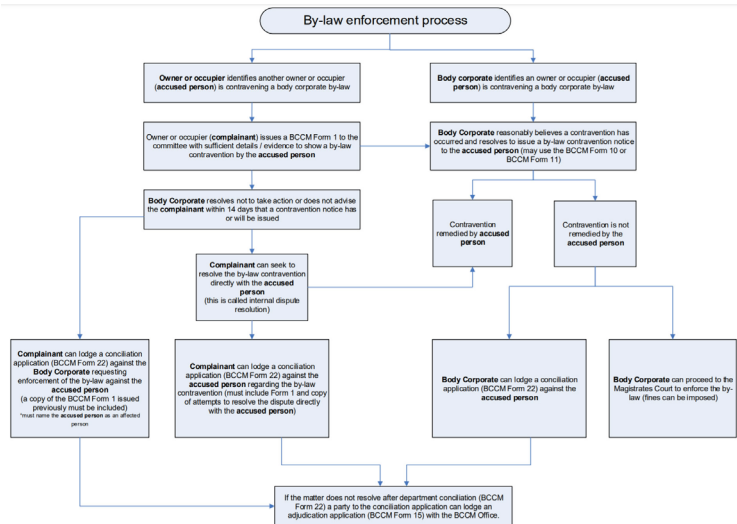 By-law enforcement process
Owner or occupier identifies another owner or occupier
(accused person) is contravening a body corporate by-law
Body corporate identifies an owner or occupier (accused
person) is contravening a body corporate by-law
Owner or occupier (complainant) issues a BCCM Form 1 to the
committee with sufficient details / evidence to show a by-law
contravention by the accused person
Body Corporate reasonably believes a contravention has
occurred and resolves to issue a by-law contravention notice
to the accused person (may use the BCCM Form 10 or
BCCM Form 11)
Body Corporate resolves not to take action or does not advise
the complainant within 14 days that a contravention notice has
or will be issued
Contravention
remedied by accused
person
Contravention is not
remedied by the
accused person
Complainant can seek to
resolve the by-law contravention
directly with the accused
person
(this is called internal dispute
resolution)
Complainant can lodge a conciliation
application (BCCM Form 22) against the
Body Corporate requesting
enforcement of the by-law against the
accused person
(a copy of the BCCM Form 1 issued
previously must be included)
*must name the accused person as an affected
person
Complainant can lodge a conciliation
application (BCCM Form 22) against the
accused person regarding the by-law
contravention (must include Form 1 and copy
of attempts to resolve the dispute directly
with the accused person)
Body Corporate can lodge a conciliation
application (BCCM Form 22) against the
accused person
Body Corporate can proceed to the
Magistrates Court to enforce the by-
law (fines can be imposed)
If the matter does not resolve after department conciliation (BCCM
Form 22) a party to the conciliation application can lodge an
adjudication application (BCCM Form 15) with the BCCM Office.